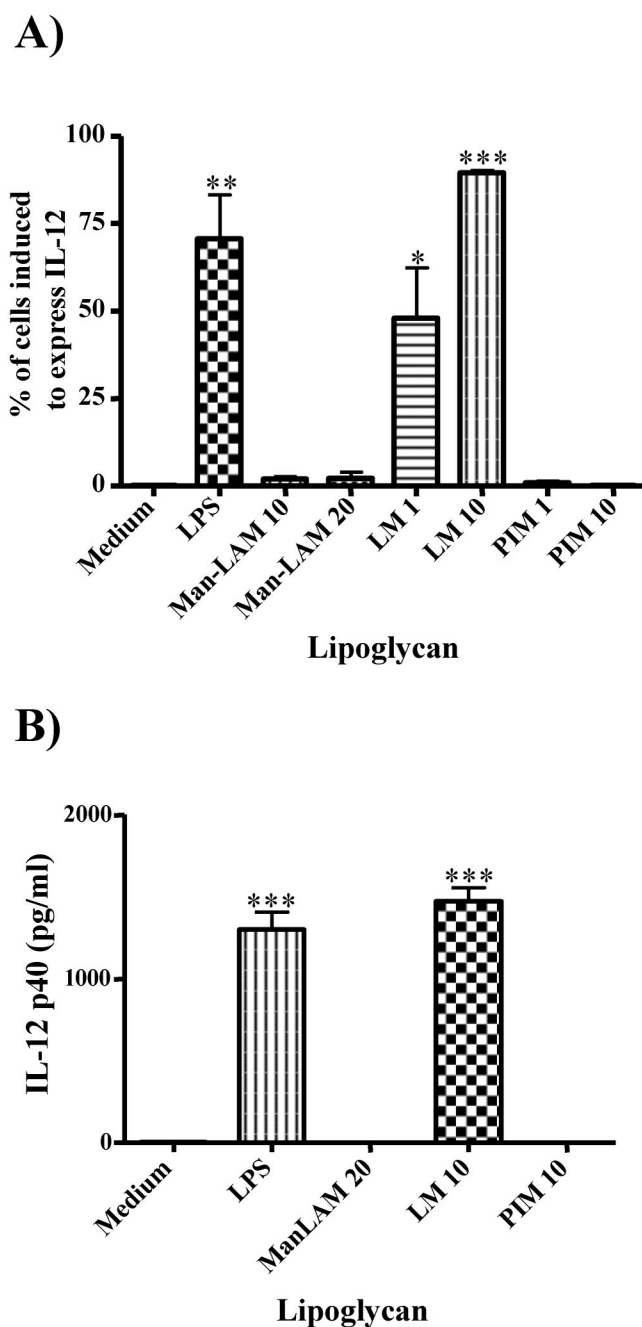 A)
% of cells induced
to express IL-12
100
75
50
25
0
**
*
***
Medium
LPS
Man-LAM 10
Man-LAM 20
LM 1
LM 10
PIM 1
PIM 10
Lipoglycan
B)
IL-12 p40 (pg/ml)
2000
1000
0
***
***
Medium
LPS
ManLAM 20
LM 10
PIM 10
Lipoglycan